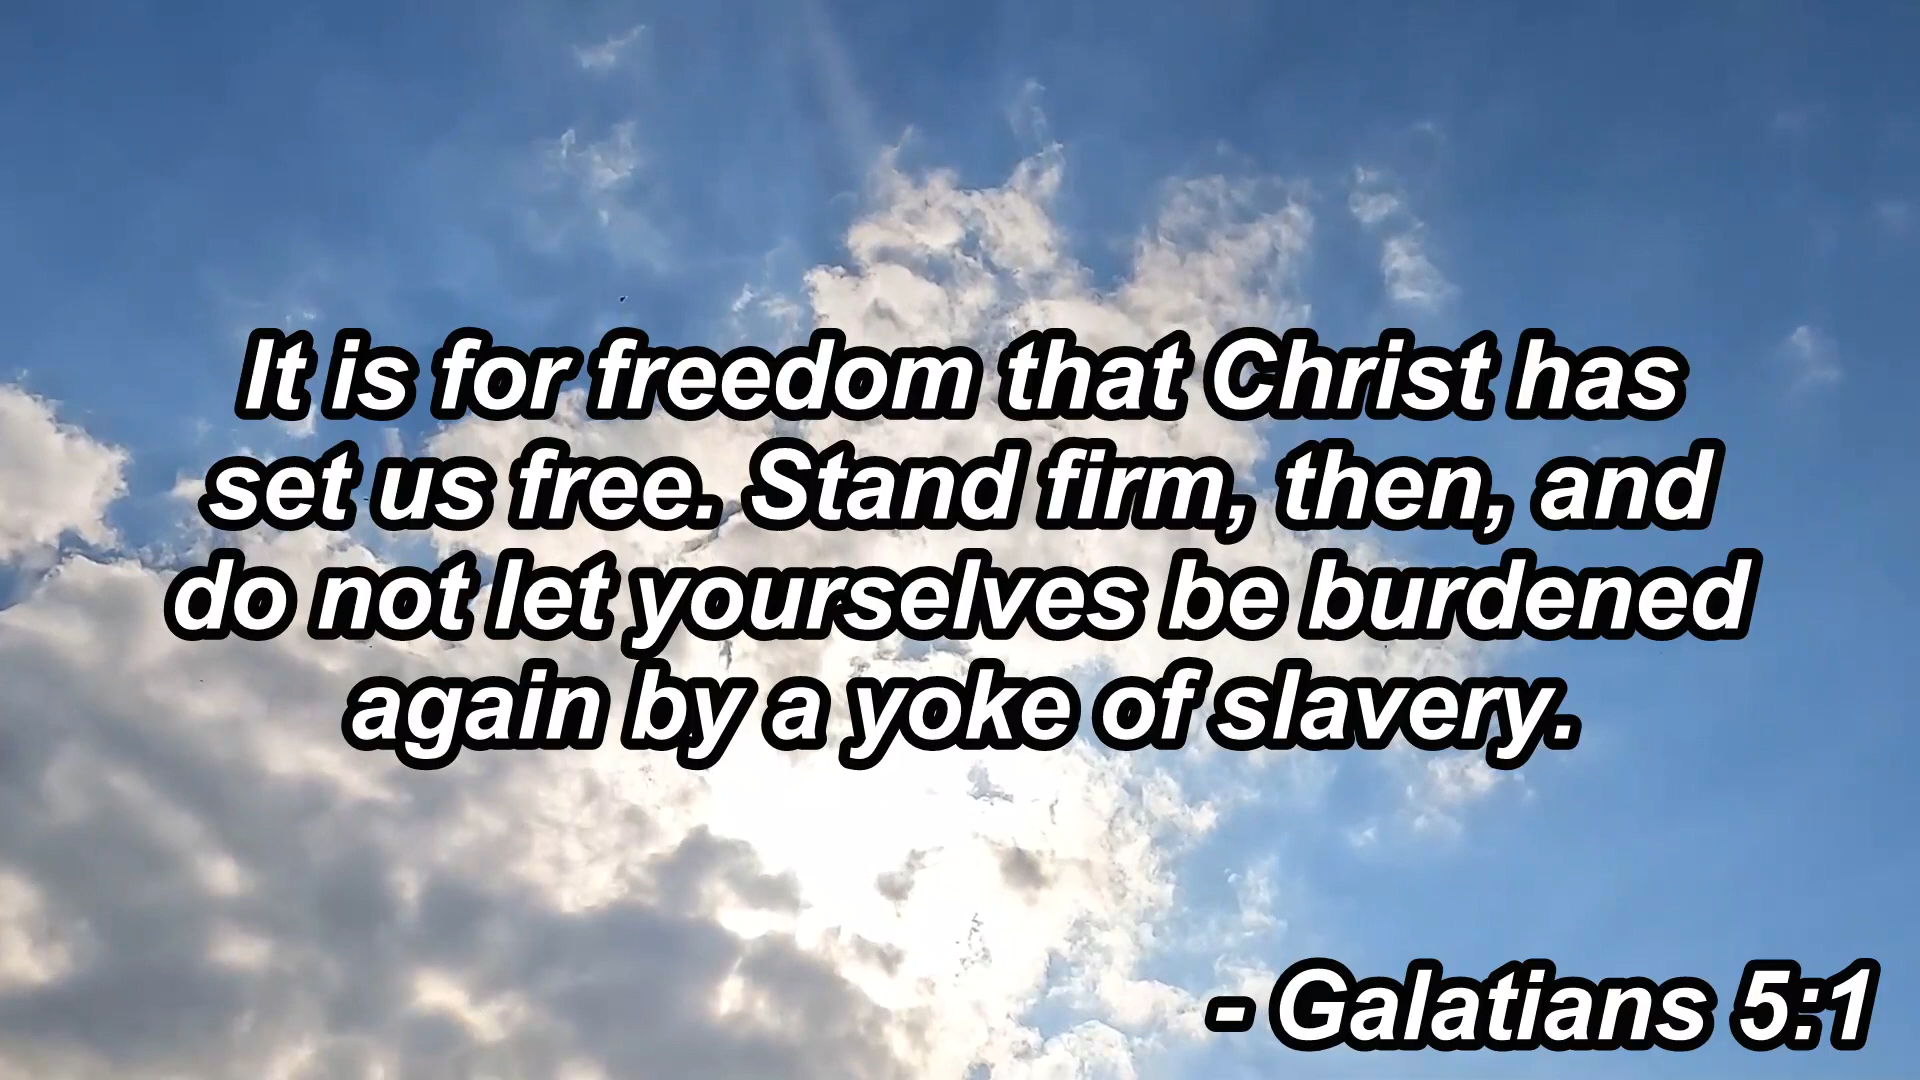 It is for freedom that Christ has
set us free. Stand firm, then, and
do not let yourselves be burdened
again by a yoke of slavery.
- Galatians 5:1